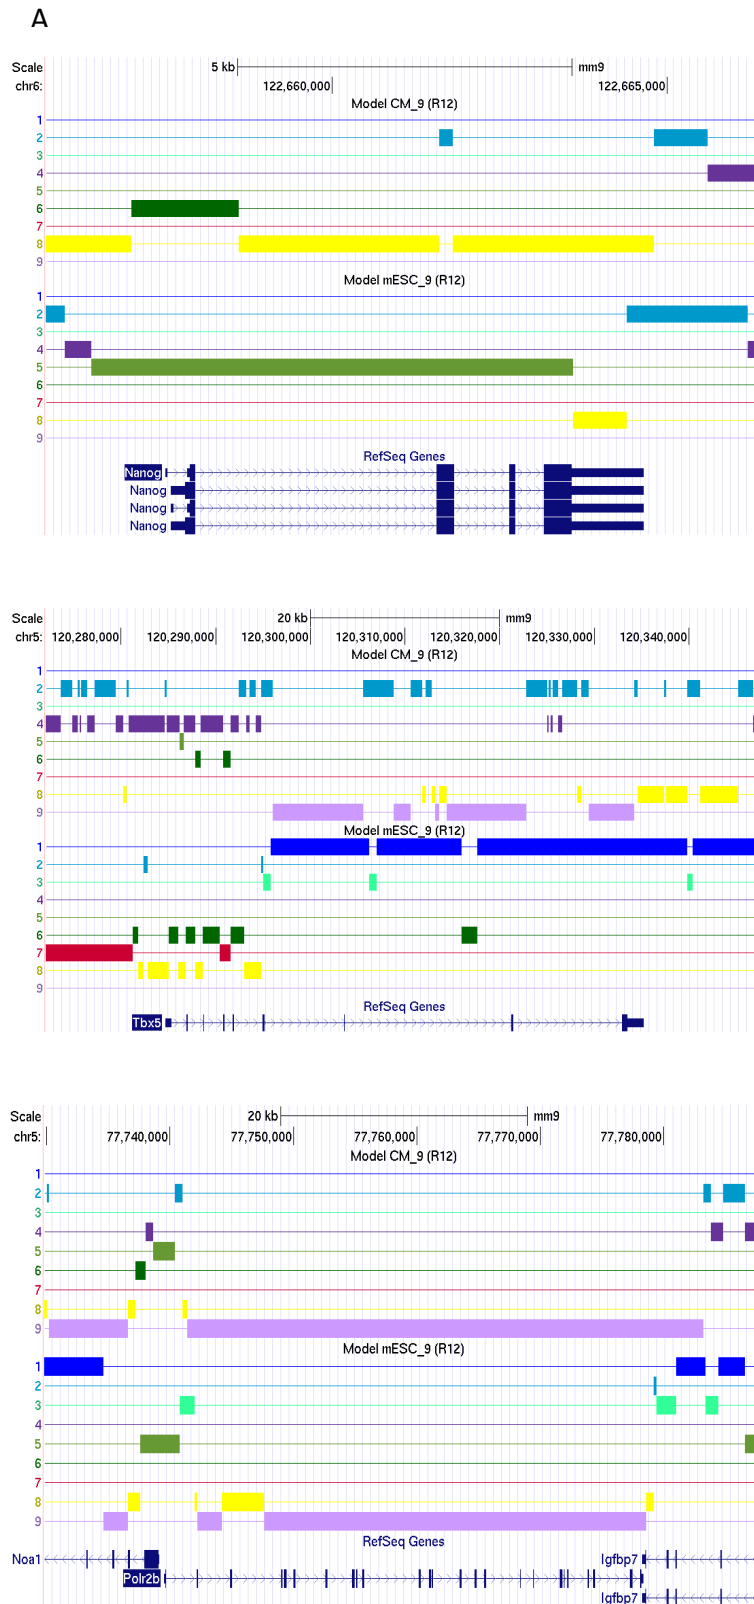 A
Scale 5 kb mm9
chr6: 122,660,000 122,665,000
Model CM_9 (R12)
1
2
3
4
5
6
7
8
9
Model mESC_9 (R12)
1
2
3
4
5
6
7
8
9
RefSeq Genes
Nanog
Nanog
Nanog
Nanog
Scale 20 kb mm9
chr5: 120,280,000 120,290,000 120,300,000 120,310,000 120,320,000 120,330,000 120,340,000
Model CM_9 (R12)
1
2
3
4
5
6
7
8
9
Model mESC_9 (R12)
1
2
3
4
5
6
7
8
9
RefSeq Genes
Tbx5
Scale 20 kb mm9
chr5: 77,740,000 77,750,000 77,760,000 77,770,000 77,780,000
Model CM_9 (R12)
1
2
3
4
5
6
7
8
9
Model mESC_9 (R12)
1
2
3
4
5
6
7
8
9
RefSeq Genes
Noa1 Igfbp7
Polr2b
Igfbp7